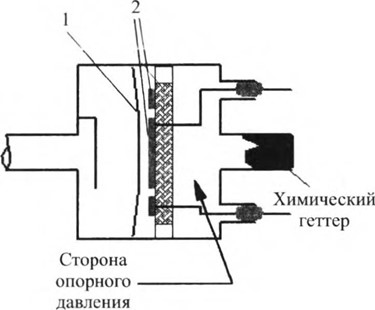 1
2
Химический
геттер
Сторона
опорного
давления